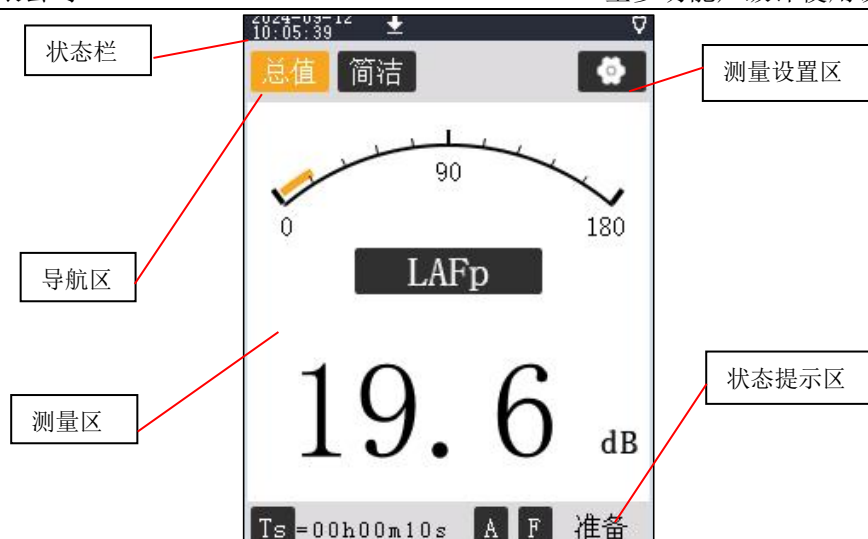 2024-09-12
10:05:39
状态栏
总值 简洁
测量设置区
90
0 180
导航区
LAFp
状态提示区
测量区
19.6 dB
Ts=00h00m10s A F 准备